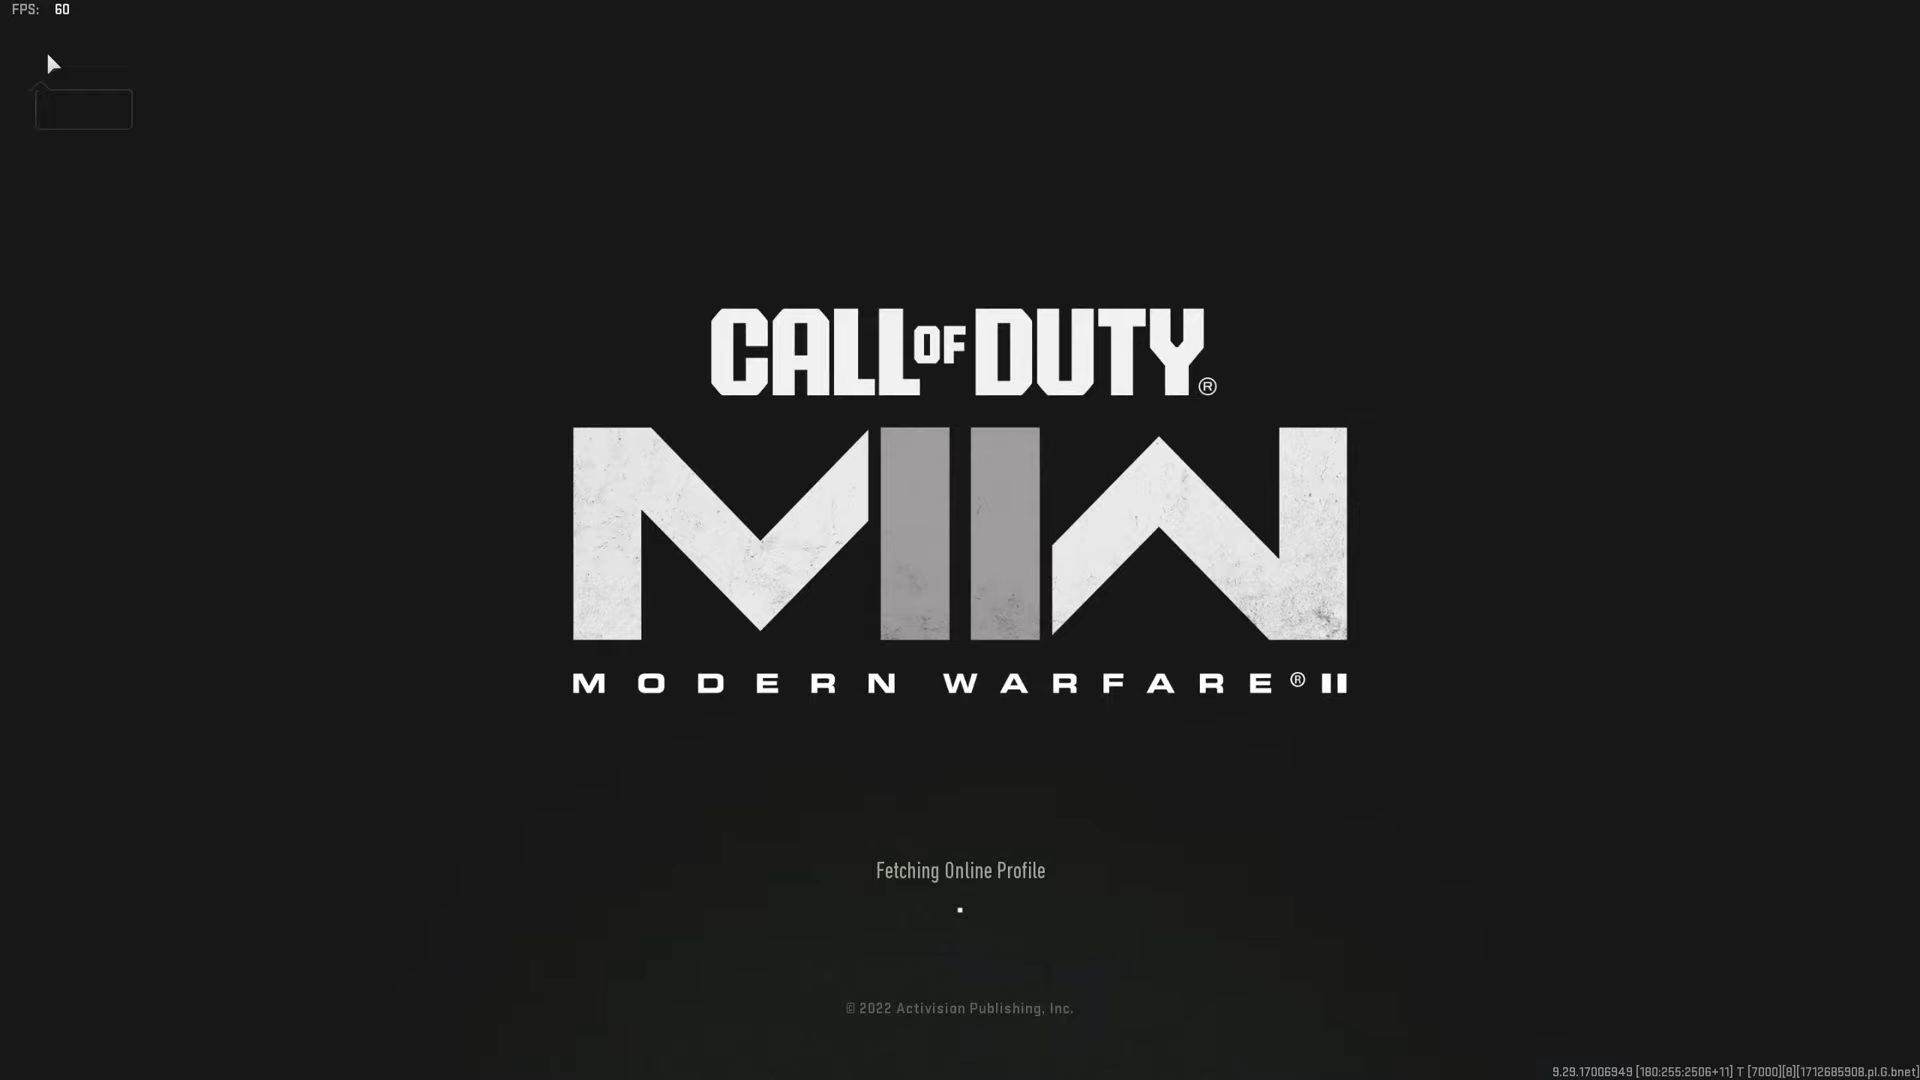 FPS: 60
CALL OF DUTY®
MIIW
MODERN WARFARE® II
Fetching Online Profile
© 2022 Activision Publishing, Inc.
9.29.17006949 [180:255:2506+11] T [7000][8][1712685908.pl.G.bnet]